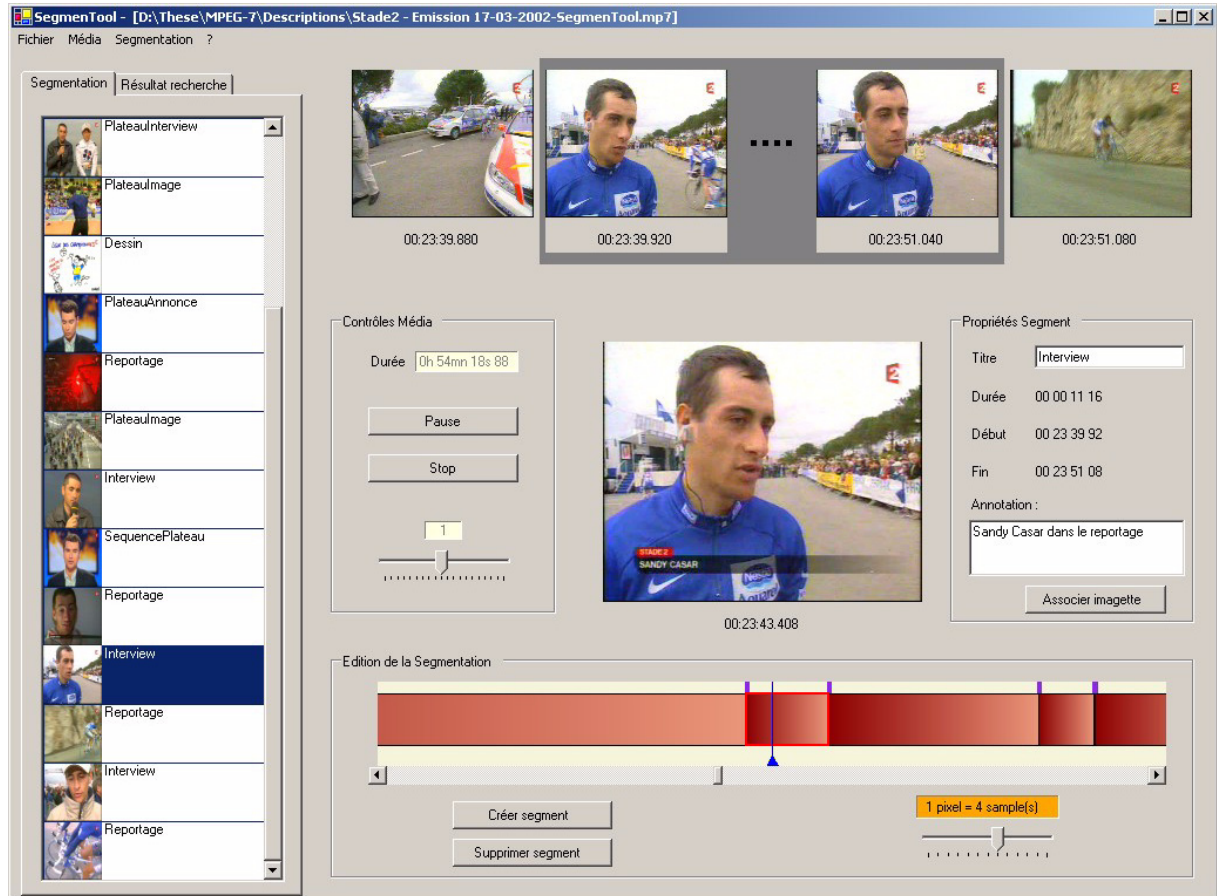 SegmenTool - [D:\These\MPEG-7\Descriptions\Stade2 - Emission 17-03-2002-SegmenTool.mp7]
Fichier Média Segmentation ?
Segmentation Résultat recherche
PlateauInterview
PlateauImage
Dessin
PlateauAnnonce
Reportage
PlateauImage
Interview
SequencePlateau
Reportage
Interview
Reportage
Interview
Reportage
00:23:39.880 00:23:39.920 00:23:51.040 00:23:51.080
Contrôles Média
Durée 0h 54mn 18s 88
Pause
Stop
1
2
STADE 2
SANDY CASAR
Nestlé
Aquarel
00:23:43.408
Propriétés Segment
Titre Interview
Durée 00 00 11 16
Début 00 23 39 92
Fin 00 23 51 08
Annotation :
Sandy Casar dans le reportage
Associer imagette
Edition de la Segmentation
Créer segment
Supprimer segment
1 pixel = 4 sample(s)